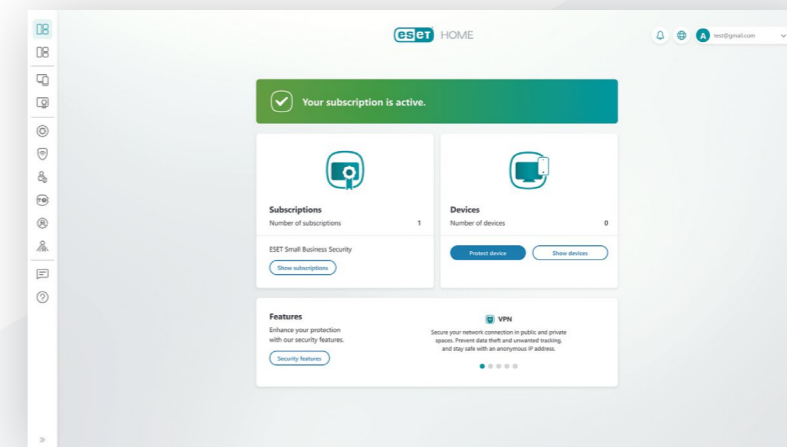 eset HOME
A test@gmail.com
Your subscription is active.
Subscriptions
Number of subscriptions 1
ESET Small Business Security
Show subscriptions
Devices
Number of devices 0
Protect device
Show devices
Features
Enhance your protection
with our security features.
Security features
VPN
Secure your network connection in public and private
spaces. Prevent data theft and unwanted tracking,
and stay safe with an anonymous IP address.